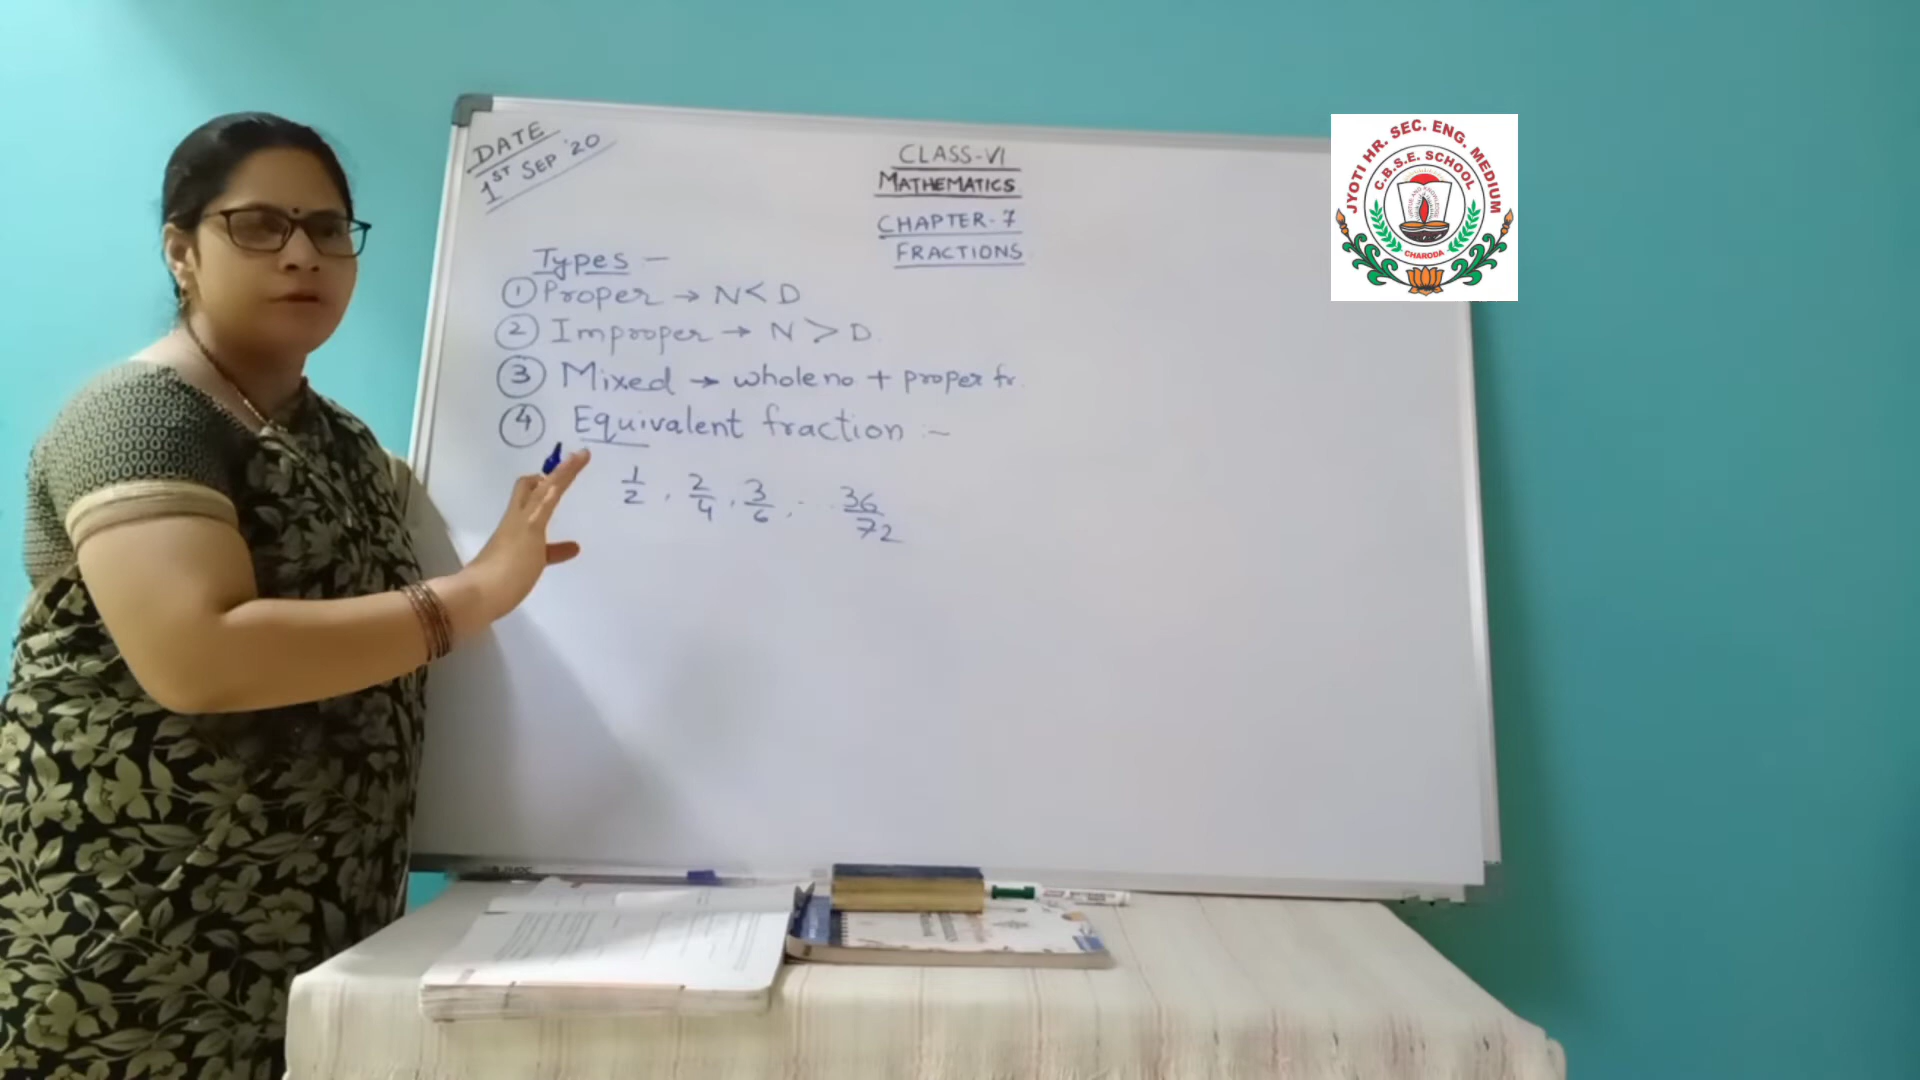 DATE
1ST SEP '20
CLASS-VI
MATHEMATICS
CHAPTER-7
FRACTIONS
Types :-
① Proper → N < D
② Improper → N > D.
③ Mixed → whole no + proper fr.
④ Equivalent fraction :-
1/2, 2/4, 3/6, ... 36/72
JYOTI HR. SEC. ENG. MEDIUM
C.B.S.E. SCHOOL
CHARODA